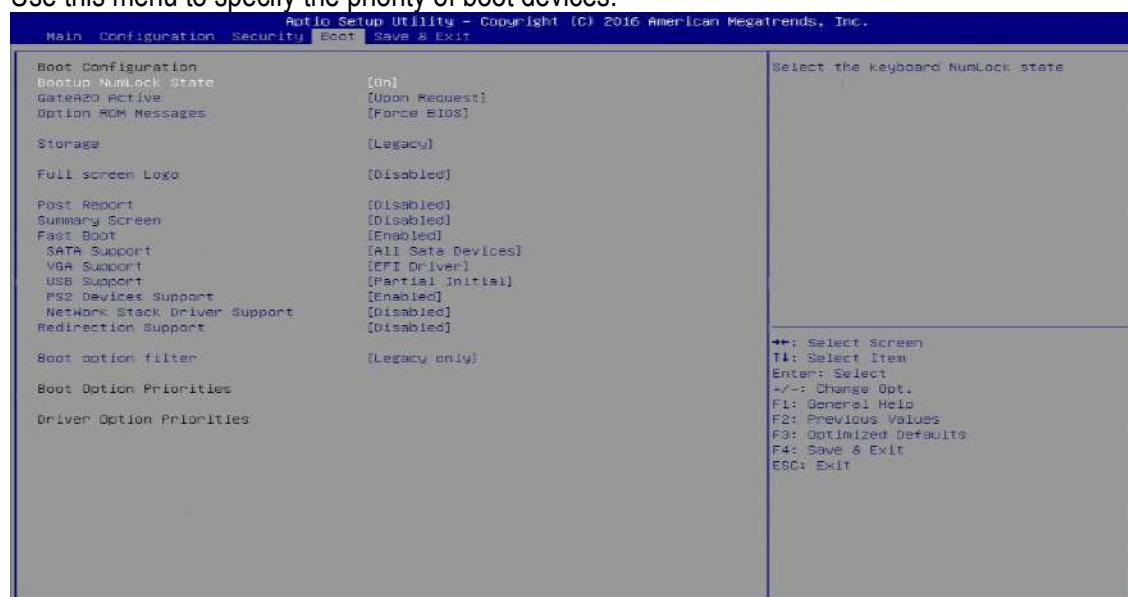 Use this menu to specify the priority of boot devices.
Aptio Setup Utility - Copyright (C) 2016 American Megatrends, Inc.
Main Configuration Security Boot Save & Exit
Boot Configuration
Bootup NumLock State [On]
GateA20 Active [Upon Request]
Option ROM Messages [Force BIOS]
Storage [Legacy]
Full screen Logo [Disabled]
Post Report [Disabled]
Summary Screen [Disabled]
Fast Boot [Enabled]
SATA Support [All Sata Devices]
VGA Support [EFI Driver]
USB Support [Partial Initial]
PS2 Devices Support [Enabled]
Network Stack Driver Support [Disabled]
Redirection Support [Disabled]
Boot option filter [Legacy only]
Boot Option Priorities
Driver Option Priorities
Select the keyboard NumLock state
→←: Select Screen
↑↓: Select Item
Enter: Select
+/-: Change Opt.
F1: General Help
F2: Previous Values
F3: Optimized Defaults
F4: Save & Exit
ESC: Exit